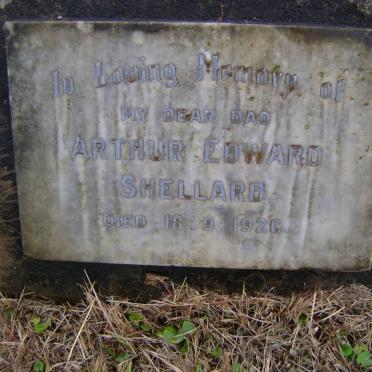 In Loving Memory of
MY DEAR DAD
ARTHUR EDWARD
SHELLARD,
DIED 18-9-1926.